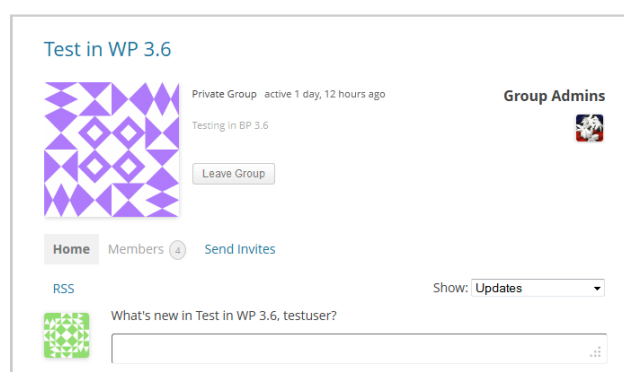 Test in WP 3.6
Private Group active 1 day, 12 hours ago
Group Admins
Testing in BP 3.6
Leave Group
Home Members 4 Send Invites
RSS
Show: Updates
What's new in Test in WP 3.6, testuser?